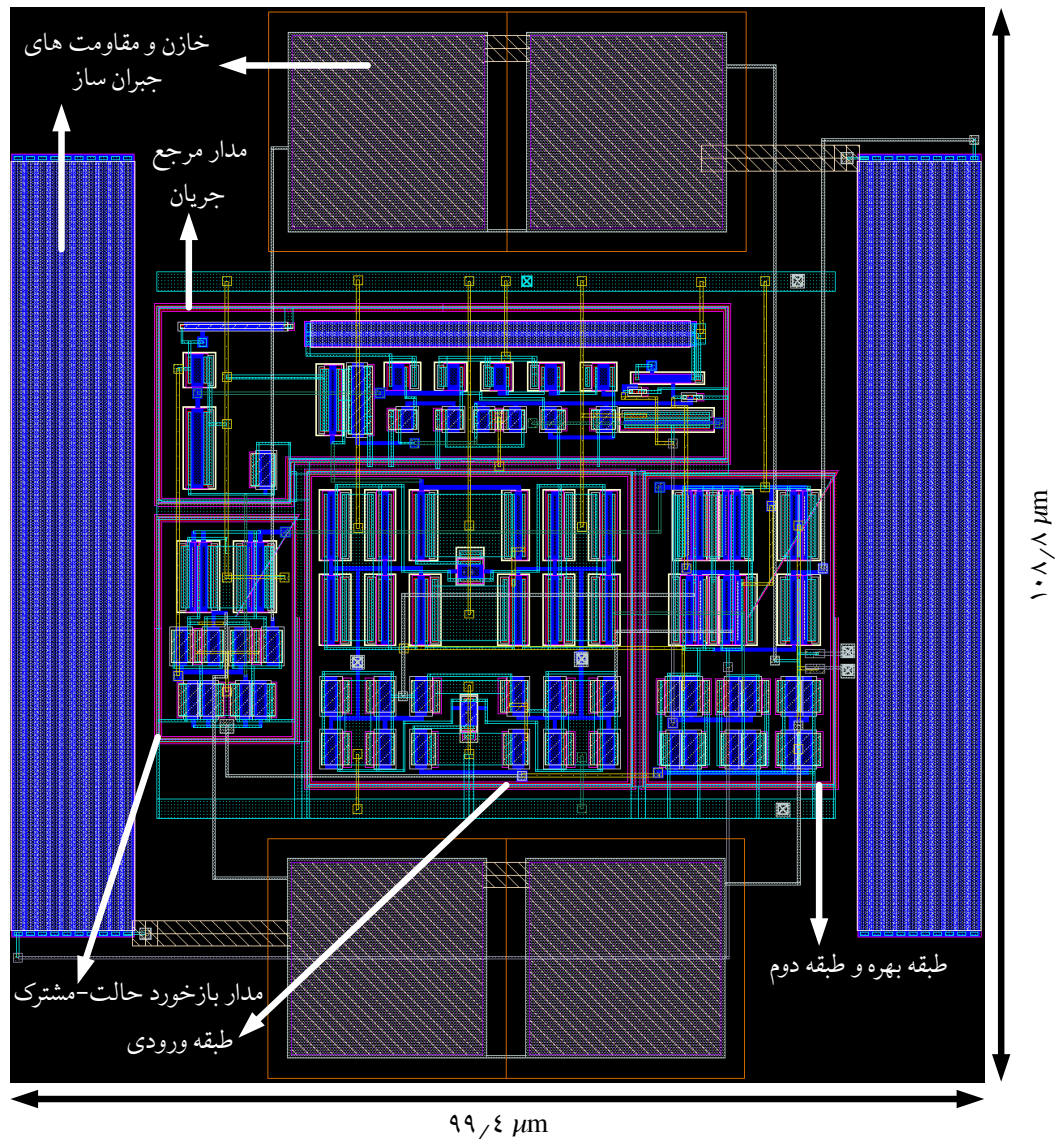 خازن و مقاومت های
جبران ساز
مدار مرجع
جریان
۱۰۸٫۸ μm
طبقه بهره و طبقه دوم
مدار بازخورد حالت-مشترک
طبقه ورودی
۹۹٫٤ μm